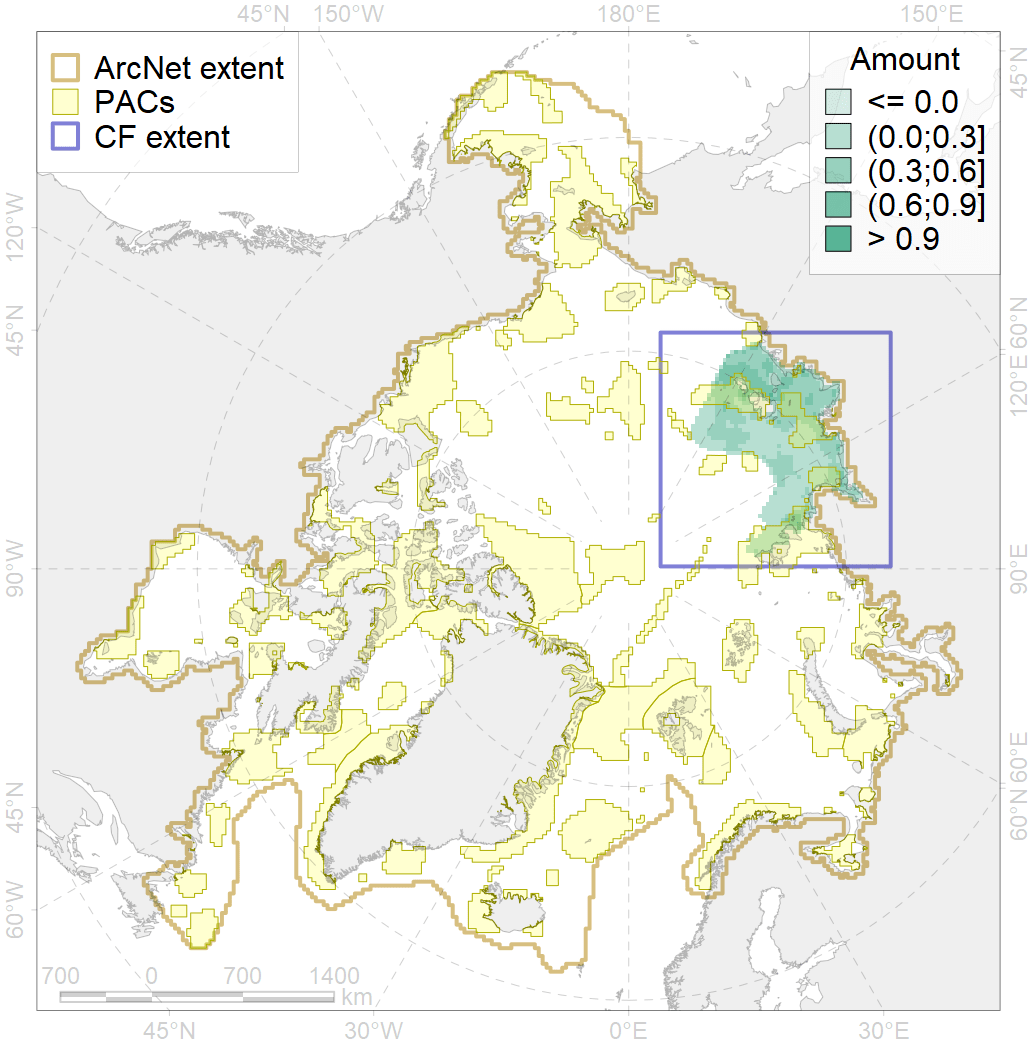 45°N 150°W 180°E 150°E
ArcNet extent
PACs
CF extent
Amount
<= 0.0
(0.0;0.3]
(0.3;0.6]
(0.6;0.9]
> 0.9
45°N
120°W
60°N
45°N
120°E
90°W
90°E
45°N
60°N
60°W
30°E
700 0 700 1400
km
45°N 30°W 0°E 30°E